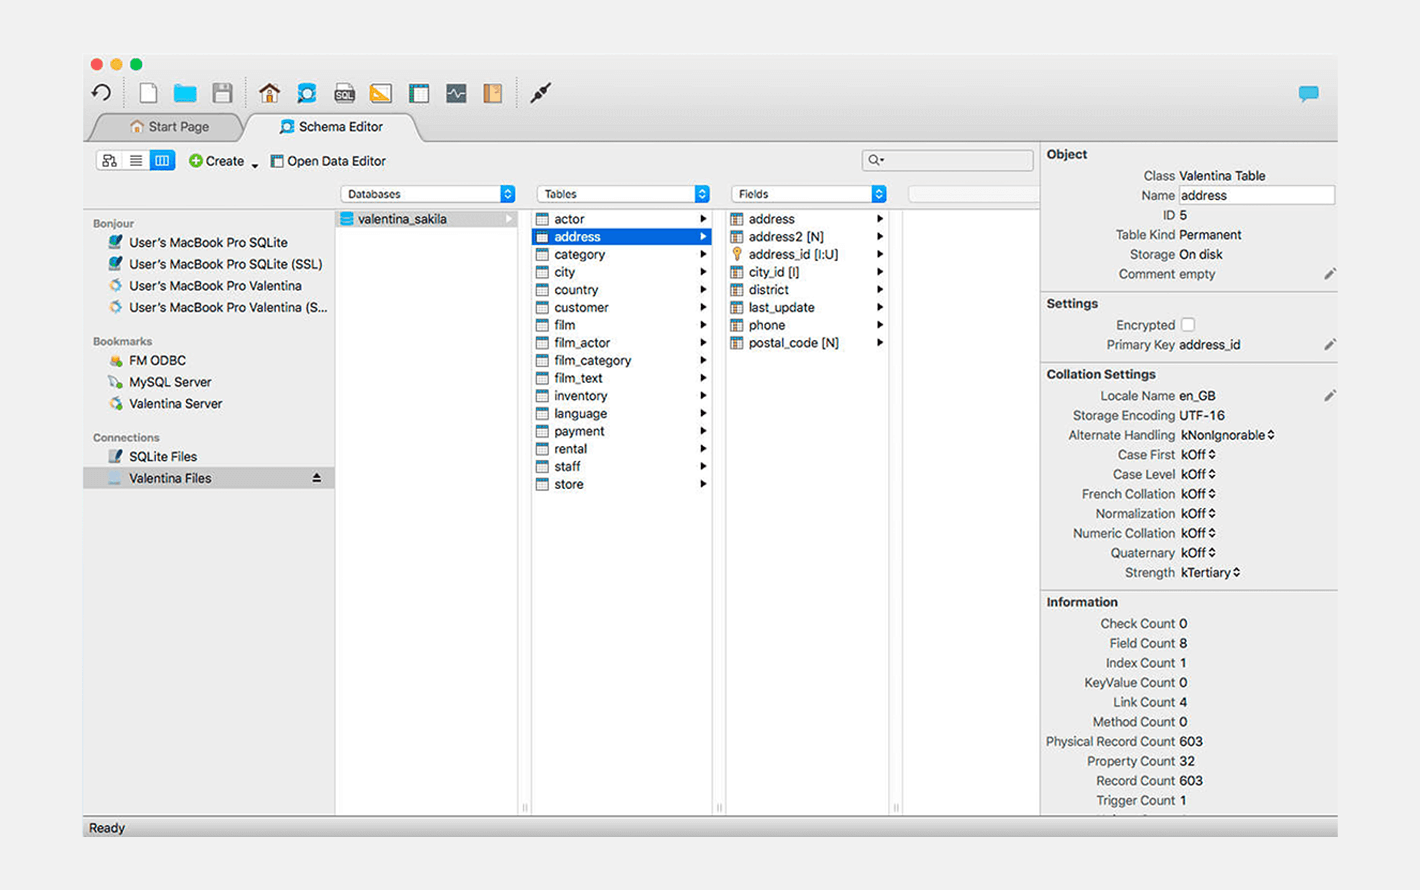 SQL
Start Page
Schema Editor
Create
Open Data Editor
Databases
Tables
Fields
Bonjour
User's MacBook Pro SQLite
User's MacBook Pro SQLite (SSL)
User's MacBook Pro Valentina
User's MacBook Pro Valentina (S...
Bookmarks
FM ODBC
MySQL Server
Valentina Server
Connections
SQLite Files
Valentina Files
valentina_sakila
actor
address
category
city
country
customer
film
film_actor
film_category
film_text
inventory
language
payment
rental
staff
store
address
address2 [N]
address_id [I:U]
city_id [I]
district
last_update
phone
postal_code [N]
Object
Class Valentina Table
Name address
ID 5
Table Kind Permanent
Storage On disk
Comment empty
Settings
Encrypted
Primary Key address_id
Collation Settings
Locale Name en_GB
Storage Encoding UTF-16
Alternate Handling kNonIgnorable
Case First kOff
Case Level kOff
French Collation kOff
Normalization kOff
Numeric Collation kOff
Quaternary kOff
Strength kTertiary
Information
Check Count 0
Field Count 8
Index Count 1
KeyValue Count 0
Link Count 4
Method Count 0
Physical Record Count 603
Property Count 32
Record Count 603
Trigger Count 1
Ready